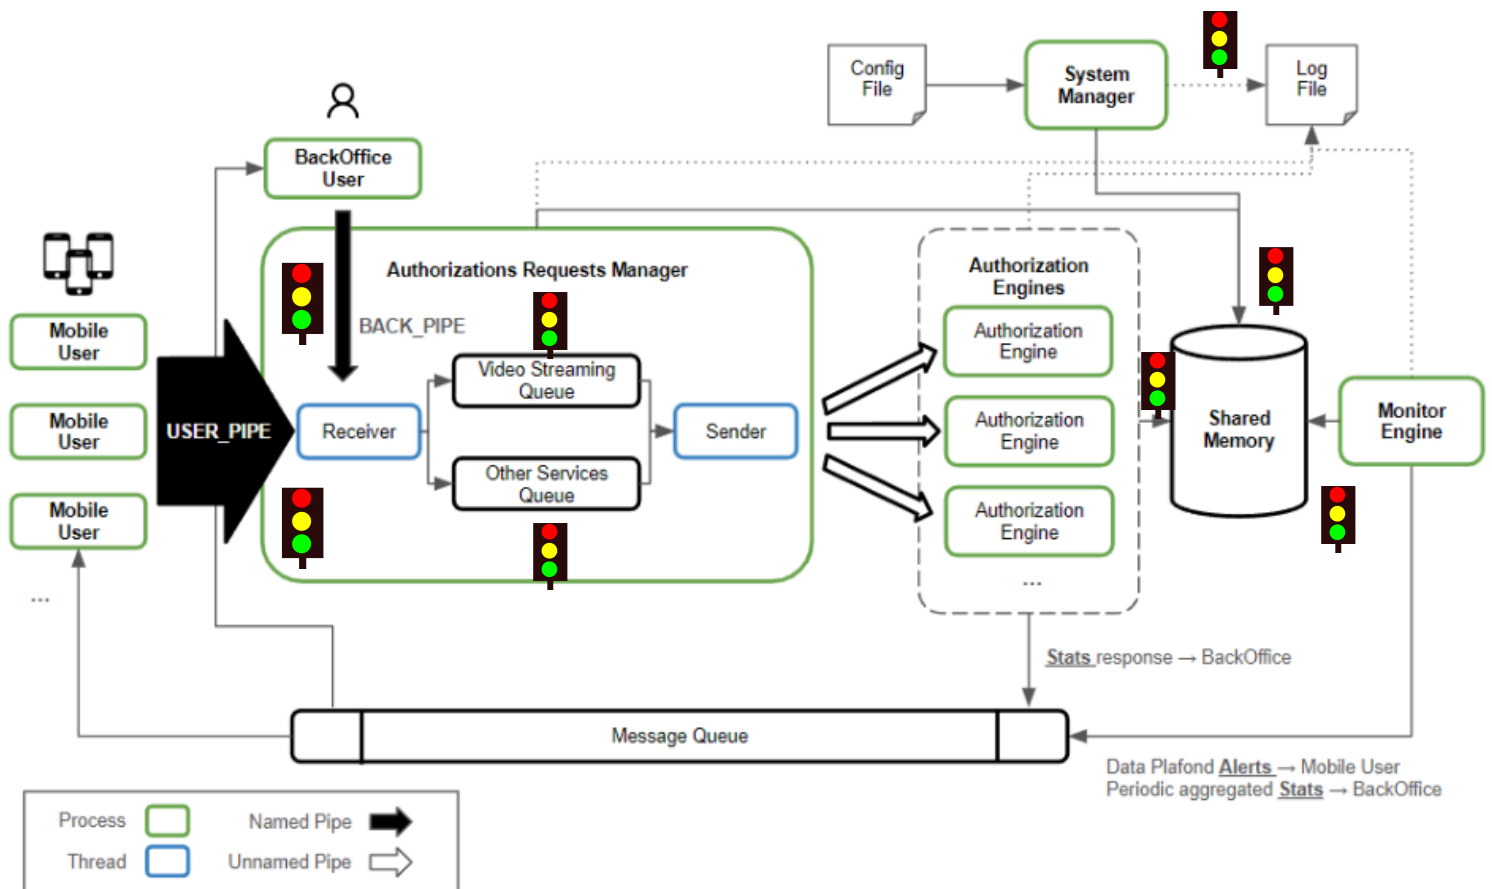 Config
File
System
Manager
Log
File
BackOffice
User
Authorizations Requests Manager
BACK_PIPE
Mobile
User
Mobile
User
Mobile
User
...
USER_PIPE
Receiver
Video Streaming
Queue
Other Services
Queue
Sender
Authorization
Engines
Authorization
Engine
Authorization
Engine
Authorization
Engine
...
Shared
Memory
Monitor
Engine
Stats response → BackOffice
Message Queue
Data Plafond Alerts → Mobile User
Periodic aggregated Stats → BackOffice
Process
Named Pipe
Thread
Unnamed Pipe